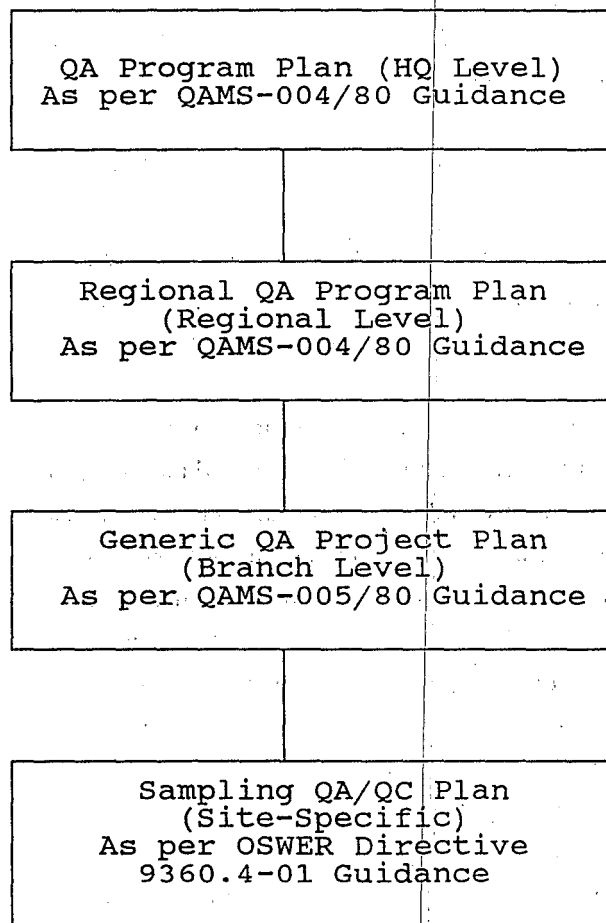 QA Program Plan (HQ Level)
As per QAMS-004/80 Guidance
Regional QA Program Plan
(Regional Level)
As per QAMS-004/80 Guidance
Generic QA Project Plan
(Branch Level)
As per QAMS-005/80 Guidance
Sampling QA/QC Plan
(Site-Specific)
As per OSWER Directive
9360.4-01 Guidance